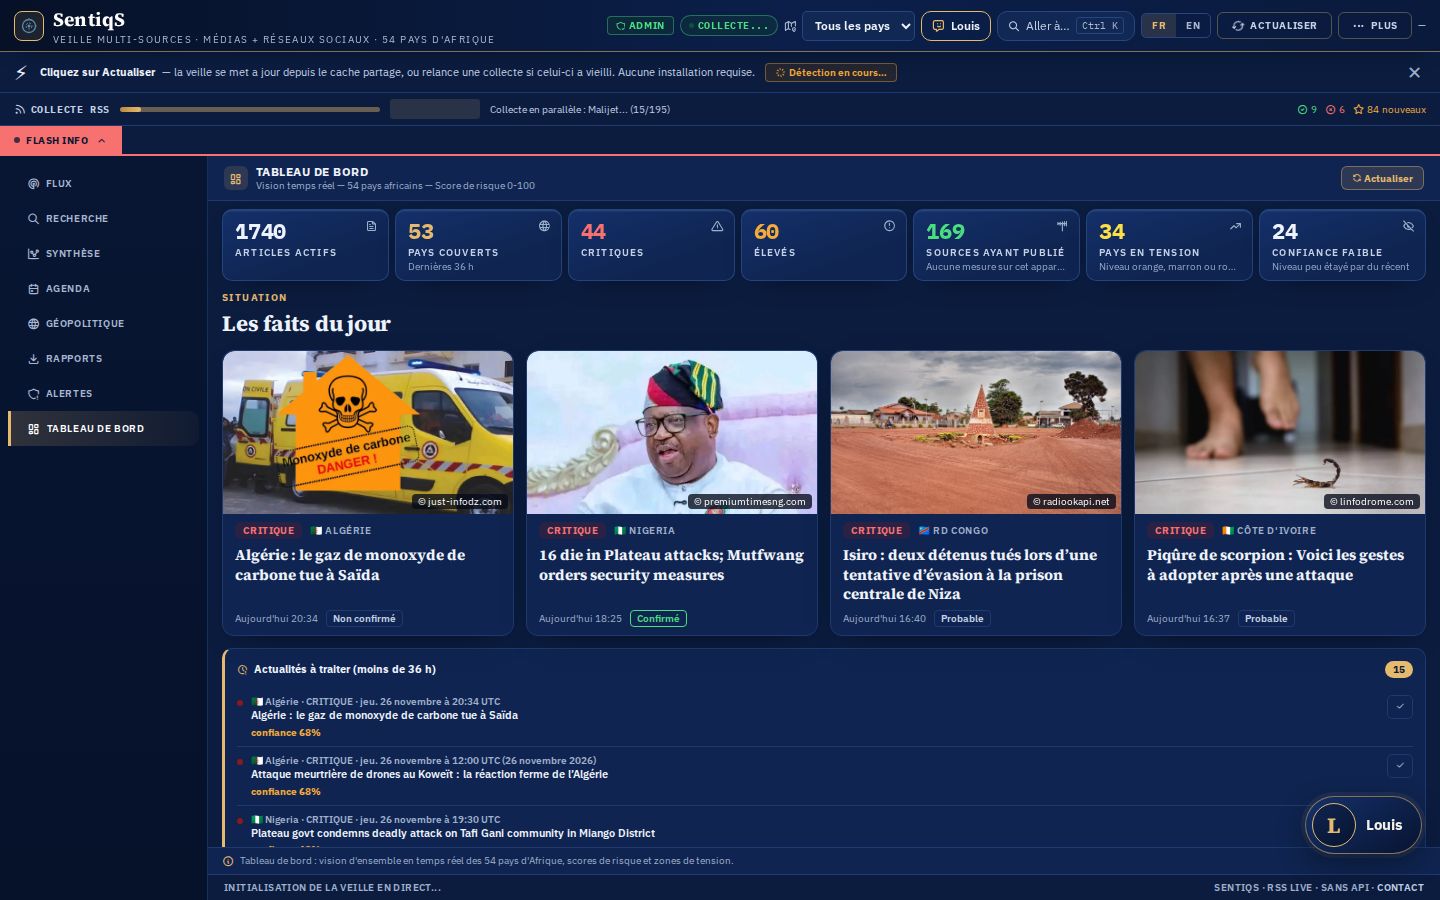 SentiqS
VEILLE MULTI-SOURCES · MÉDIAS + RÉSEAUX SOCIAUX · 54 PAYS D'AFRIQUE
ADMIN
COLLECTE...
Tous les pays
Louis
Aller à...
Ctrl K
FR
EN
ACTUALISER
PLUS
Cliquez sur Actualiser — la veille se met a jour depuis le cache partage, ou relance une collecte si celui-ci a vieilli. Aucune installation requise.
Détection en cours...
COLLECTE RSS
Collecte en parallèle : Malijet... (15/195)
9
6
84 nouveaux
FLASH INFO
FLUX
RECHERCHE
SYNTHÈSE
AGENDA
GÉOPOLITIQUE
RAPPORTS
ALERTES
TABLEAU DE BORD
TABLEAU DE BORD
Vision temps réel — 54 pays africains — Score de risque 0-100
Actualiser
1740
ARTICLES ACTIFS
53
PAYS COUVERTS
Dernières 36 h
44
CRITIQUES
60
ÉLEVÉS
169
SOURCES AYANT PUBLIÉ
Aucune mesure sur cet appar...
34
PAYS EN TENSION
Niveau orange, marron ou ro...
24
CONFIANCE FAIBLE
Niveau peu étayé par du récent
SITUATION
Les faits du jour
Monoxyde de carbone
DANGER !
© just-infodz.com
CRITIQUE
ALGÉRIE
Algérie : le gaz de monoxyde de
carbone tue à Saïda
Aujourd'hui 20:34
Non confirmé
© premiumtimesng.com
CRITIQUE
NIGERIA
16 die in Plateau attacks; Mutfwang
orders security measures
Aujourd'hui 18:25
Confirmé
© radiookapi.net
CRITIQUE
RD CONGO
Isiro : deux détenus tués lors d’une
tentative d’évasion à la prison
centrale de Niza
Aujourd'hui 16:40
Probable
© linfodrome.com
CRITIQUE
CÔTE D'IVOIRE
Piqûre de scorpion : Voici les gestes
à adopter après une attaque
Aujourd'hui 16:37
Probable
Actualités à traiter (moins de 36 h)
15
Algérie · CRITIQUE · jeu. 26 novembre à 20:34 UTC
Algérie : le gaz de monoxyde de carbone tue à Saïda
confiance 68%
Algérie · CRITIQUE · jeu. 26 novembre à 12:00 UTC (26 novembre 2026)
Attaque meurtrière de drones au Koweït : la réaction ferme de l’Algérie
confiance 68%
Nigeria · CRITIQUE · jeu. 26 novembre à 19:30 UTC
Plateau govt condemns deadly attack on Tafi Gani community in Miango District
L
Louis
Tableau de bord : vision d'ensemble en temps réel des 54 pays d'Afrique, scores de risque et zones de tension.
INITIALISATION DE LA VEILLE EN DIRECT...
SENTIQS · RSS LIVE · SANS API · CONTACT